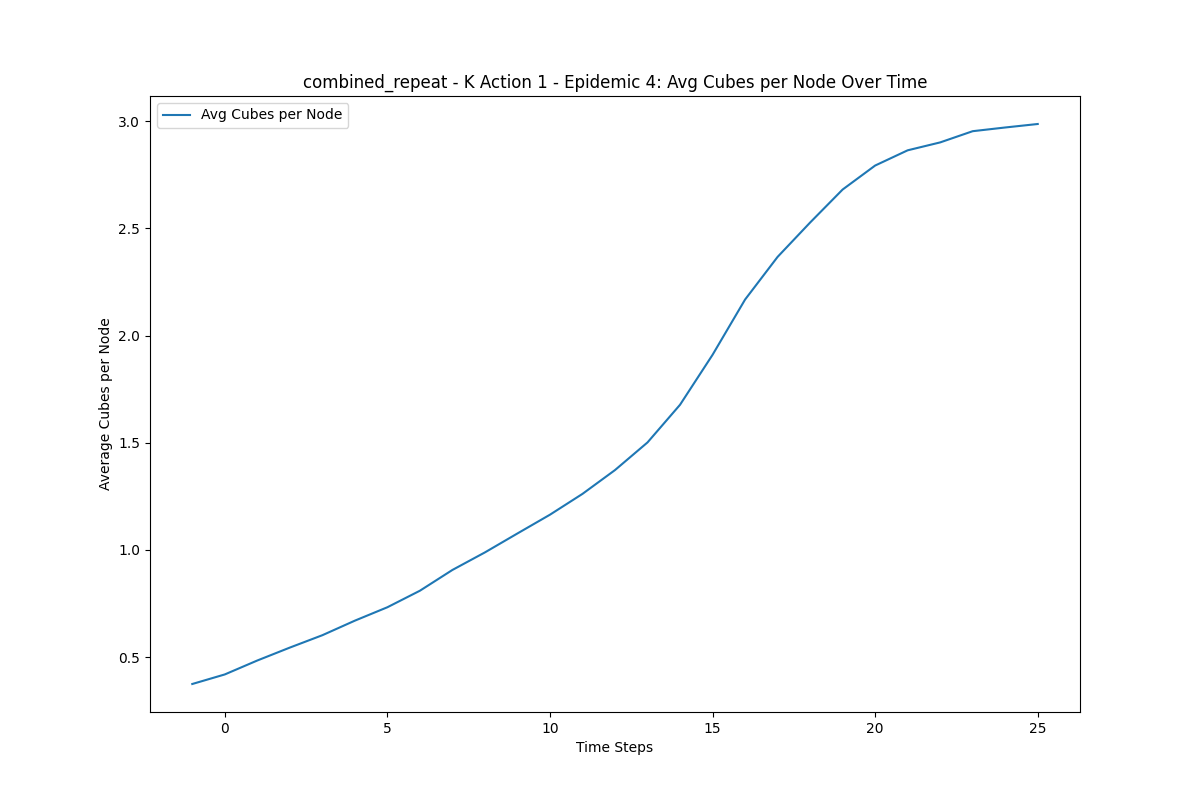 combined_repeat - K Action 1 - Epidemic 4: Avg Cubes per Node Over Time
Avg Cubes per Node
3.0
2.5
2.0
1.5
1.0
0.5
Average Cubes per Node
0 5 10 15 20 25
Time Steps